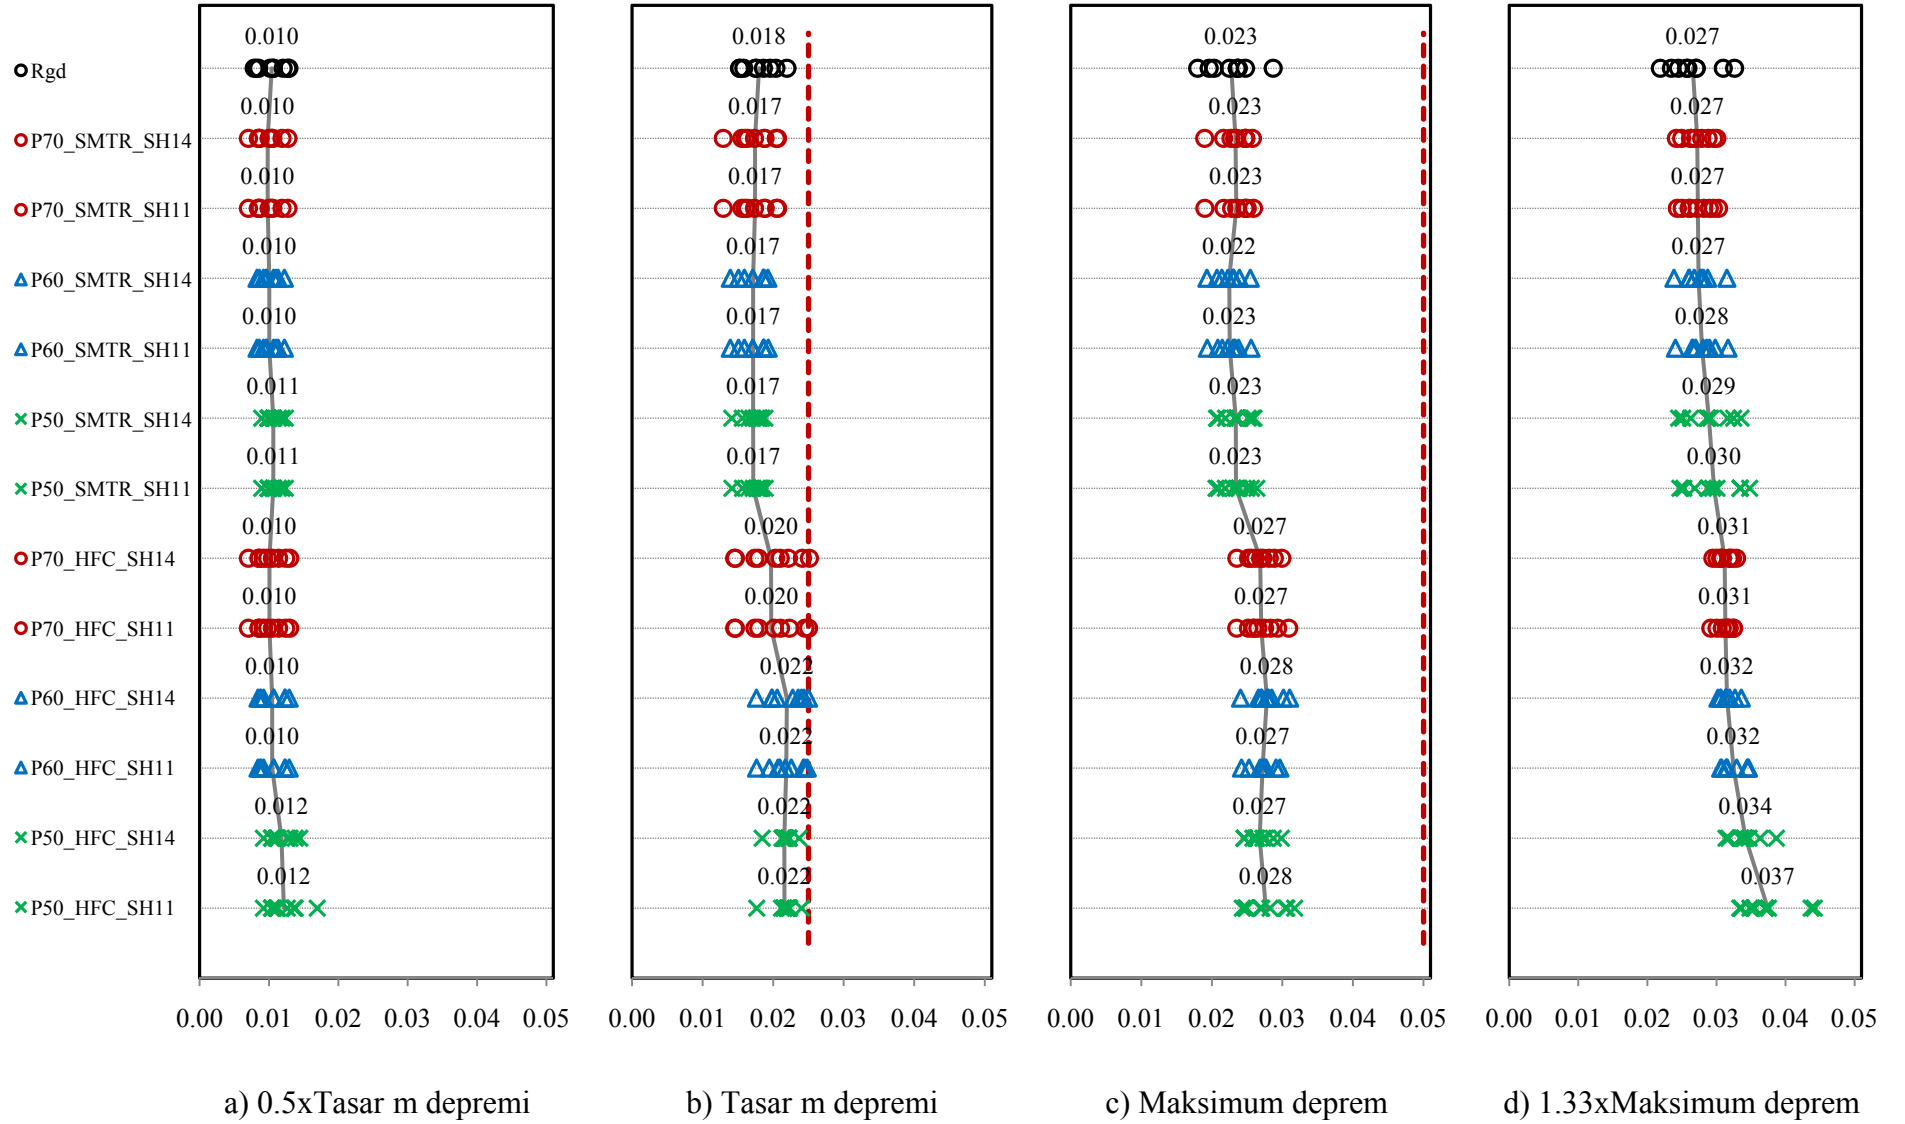 0.010 0.018 0.023 0.027
Rgd
0.010 0.017 0.023 0.027
P70_SMTR_SH14
0.010 0.017 0.023 0.027
P70_SMTR_SH11
0.010 0.017 0.022 0.027
P60_SMTR_SH14
0.010 0.017 0.023 0.028
P60_SMTR_SH11
0.011 0.017 0.023 0.029
P50_SMTR_SH14
0.011 0.017 0.023 0.030
P50_SMTR_SH11
0.010 0.020 0.027 0.031
P70_HFC_SH14
0.010 0.020 0.027 0.031
P70_HFC_SH11
0.010 0.022 0.028 0.032
P60_HFC_SH14
0.010 0.022 0.027 0.032
P60_HFC_SH11
0.012 0.022 0.027 0.034
P50_HFC_SH14
0.012 0.022 0.028 0.037
P50_HFC_SH11
0.00 0.01 0.02 0.03 0.04 0.05 0.00 0.01 0.02 0.03 0.04 0.05 0.00 0.01 0.02 0.03 0.04 0.05 0.00 0.01 0.02 0.03 0.04 0.05
a) 0.5xTasar m depremi b) Tasar m depremi c) Maksimum deprem d) 1.33xMaksimum deprem